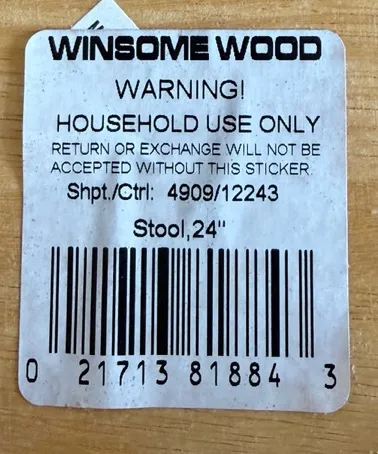 WINSOME WOOD
WARNING!
HOUSEHOLD USE ONLY
RETURN OR EXCHANGE WILL NOT BE
ACCEPTED WITHOUT THIS STICKER.
Shpt./Ctrl: 4909/12243
Stool,24"
0 21713 81884 3